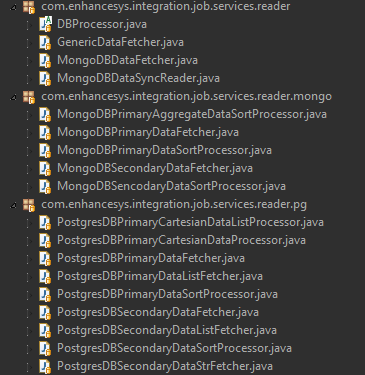 com.enhancesys.integration.job.services.reader
DBProcessor.java
GenericDataFetcher.java
MongoDBDataFetcher.java
MongoDBDataSyncReader.java
com.enhancesys.integration.job.services.reader.mongo
MongoDBPrimaryAggregateDataSortProcessor.java
MongoDBPrimaryDataFetcher.java
MongoDBPrimaryDataSortProcessor.java
MongoDBSecondaryDataFetcher.java
MongoDBSencodaryDataSortProcessor.java
com.enhancesys.integration.job.services.reader.pg
PostgresDBPrimaryCartesianDataListProcessor.java
PostgresDBPrimaryCartesianDataProcessor.java
PostgresDBPrimaryDataFetcher.java
PostgresDBPrimaryDataListFetcher.java
PostgresDBPrimaryDataSortProcessor.java
PostgresDBSecondaryDataFetcher.java
PostgresDBSecondaryDataListFetcher.java
PostgresDBSecondaryDataSortProcessor.java
PostgresDBSecondaryDataStrFetcher.java